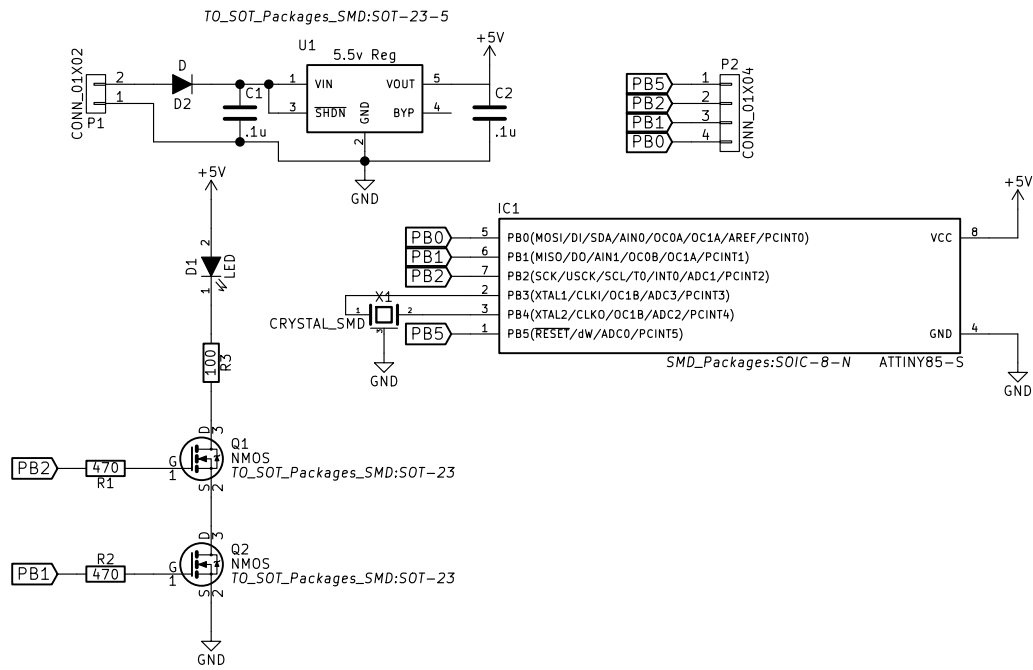 TO_SOT_Packages_SMD:SOT-23-5
U1
5.5v Reg
+5V
CONN_01X02
2
1
P1
D
D2
C1
.1u
1
VIN
3
SHDN
GND
2
VOUT
5
BYP
4
C2
.1u
GND
P2
PB5
1
PB2
2
PB1
3
PB0
4
CONN_01X04
+5V
2
D1
LED
1
100
R3
IC1
PB0
5
PB0(MOSI/DI/SDA/AIN0/OC0A/OC1A/AREF/PCINT0)
PB1
6
PB1(MISO/DO/AIN1/OC0B/OC1A/PCINT1)
PB2
7
PB2(SCK/USCK/SCL/T0/INT0/ADC1/PCINT2)
2
PB3(XTAL1/CLKI/OC1B/ADC3/PCINT3)
3
PB4(XTAL2/CLKO/OC1B/ADC2/PCINT4)
PB5
1
PB5(RESET/dW/ADC0/PCINT5)
VCC
8
+5V
GND
4
GND
SMD_Packages:SOIC-8-N
ATTINY85-S
X1
1
2
CRYSTAL_SMD
GND
PB2
470
R1
G
1
D
3
S
2
Q1
NMOS
TO_SOT_Packages_SMD:SOT-23
PB1
R2
470
G
1
D
3
S
2
Q2
NMOS
TO_SOT_Packages_SMD:SOT-23
GND